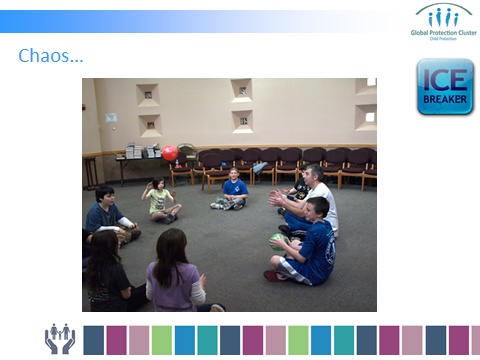 Global Protection Cluster
Child Protection
Chaos...
ICE
BREAKER